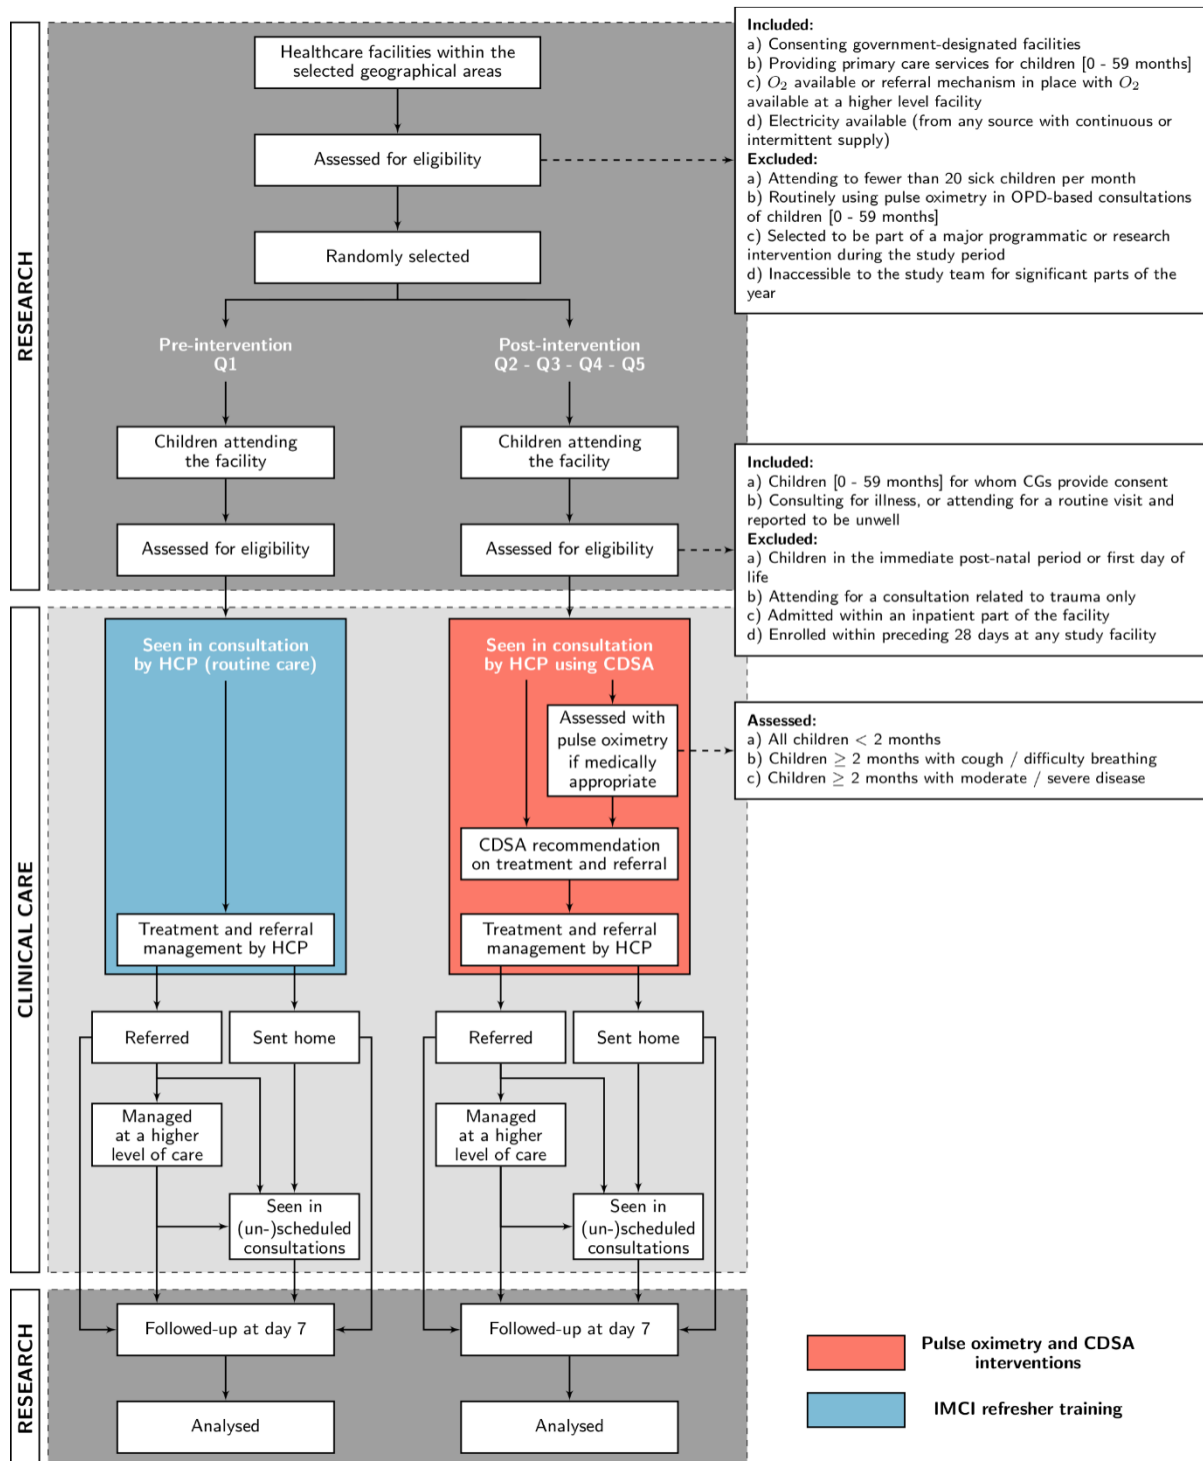 RESEARCH
Healthcare facilities within the
selected geographical areas
Assessed for eligibility
Randomly selected
Included:
a) Consenting government-designated facilities
b) Providing primary care services for children [0 - 59 months]
c) O₂ available or referral mechanism in place with O₂
available at a higher level facility
d) Electricity available (from any source with continuous or
intermittent supply)
Excluded:
a) Attending to fewer than 20 sick children per month
b) Routinely using pulse oximetry in OPD-based consultations
of children [0 - 59 months]
c) Selected to be part of a major programmatic or research
intervention during the study period
d) Inaccessible to the study team for significant parts of the
year
Pre-intervention
Q1
Post-intervention
Q2 - Q3 - Q4 - Q5
Children attending
the facility
Children attending
the facility
Assessed for eligibility
Assessed for eligibility
Included:
a) Children [0 - 59 months] for whom CGs provide consent
b) Consulting for illness, or attending for a routine visit and
reported to be unwell
Excluded:
a) Children in the immediate post-natal period or first day of
life
b) Attending for a consultation related to trauma only
c) Admitted within an inpatient part of the facility
d) Enrolled within preceding 28 days at any study facility
CLINICAL CARE
Seen in consultation
by HCP (routine care)
Treatment and referral
management by HCP
Seen in consultation
by HCP using CDSA
Assessed with
pulse oximetry
if medically
appropriate
Assessed:
a) All children < 2 months
b) Children ≥ 2 months with cough / difficulty breathing
c) Children ≥ 2 months with moderate / severe disease
CDSA recommendation
on treatment and referral
Treatment and referral
management by HCP
Referred
Sent home
Managed
at a higher
level of care
Seen in
(un-)scheduled
consultations
Referred
Sent home
Managed
at a higher
level of care
Seen in
(un-)scheduled
consultations
RESEARCH
Followed-up at day 7
Followed-up at day 7
Analysed
Analysed
Pulse oximetry and CDSA
interventions
IMCI refresher training